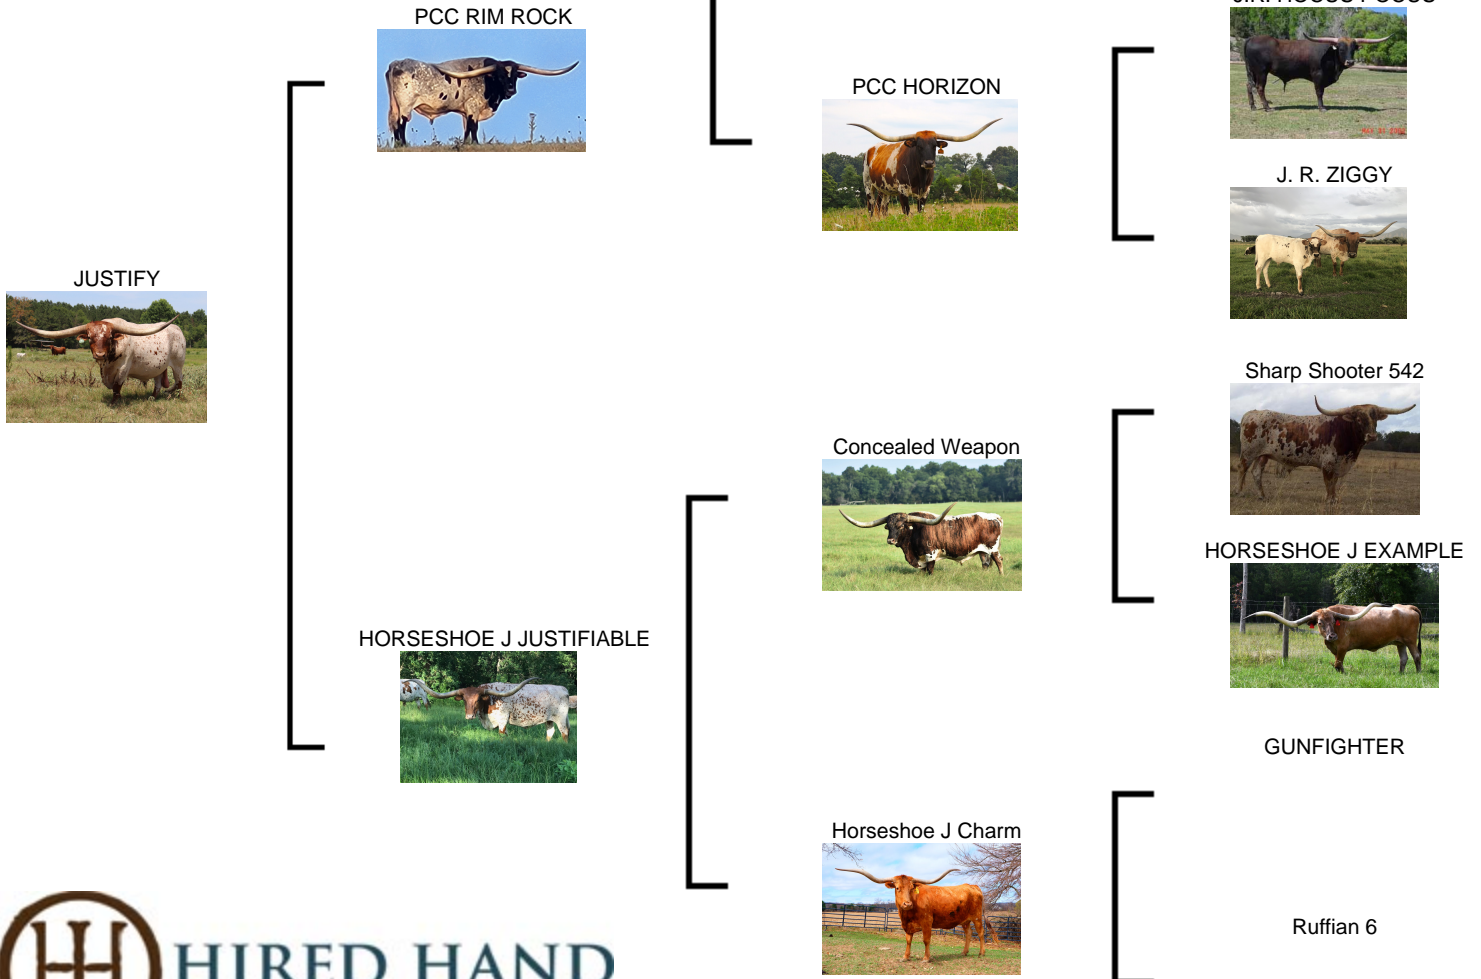 PCC RIM ROCK
PCC HORIZON
J. R. ZIGGY
JUSTIFY
Sharp Shooter 542
Concealed Weapon
HORSESHOE J EXAMPLE
HORSESHOE J JUSTIFIABLE
GUNFIGHTER
Horseshoe J Charm
Ruffian 6
HIRED HAND